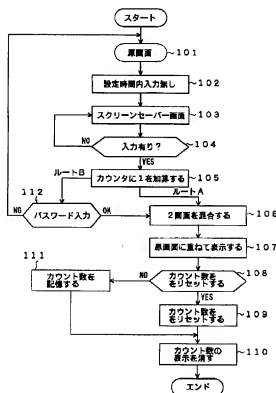 スタート
原画面
101
設定時間内入力無し
102
スクリーンセーバー画面
103
入力有り?
104
NO
YES
カウンタに1を加算する
105
ルートB
ルートA
112
パスワード入力
NO
OK
2画面を混合する
106
原画面に重ねて表示する
107
111
カウント数を
記憶する
NO
カウント数を
をリセットする
108
YES
カウント数を
をリセットする
109
カウント数の
表示を消す
110
エンド